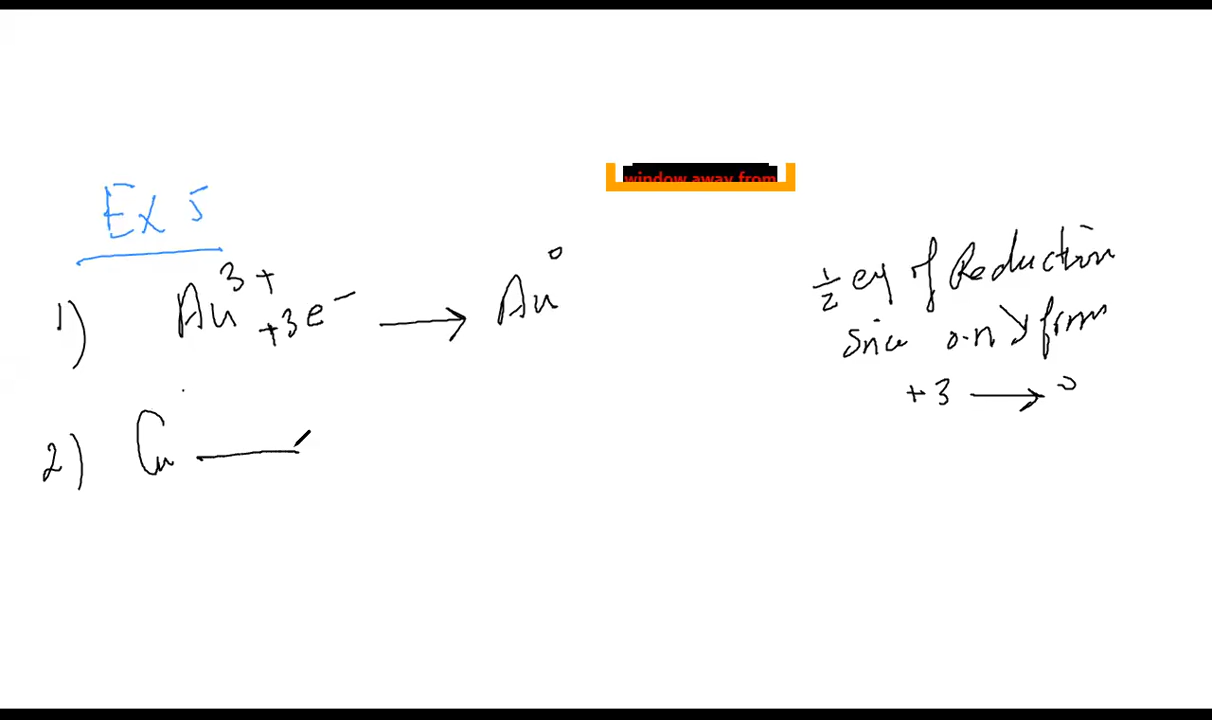 window away from
Ex 5
1) Au³⁺ +3e⁻ ⟶ Au⁰
½ eq of Reduction
Since o.n ↘ from
+3 ⟶ 0
2) Cu